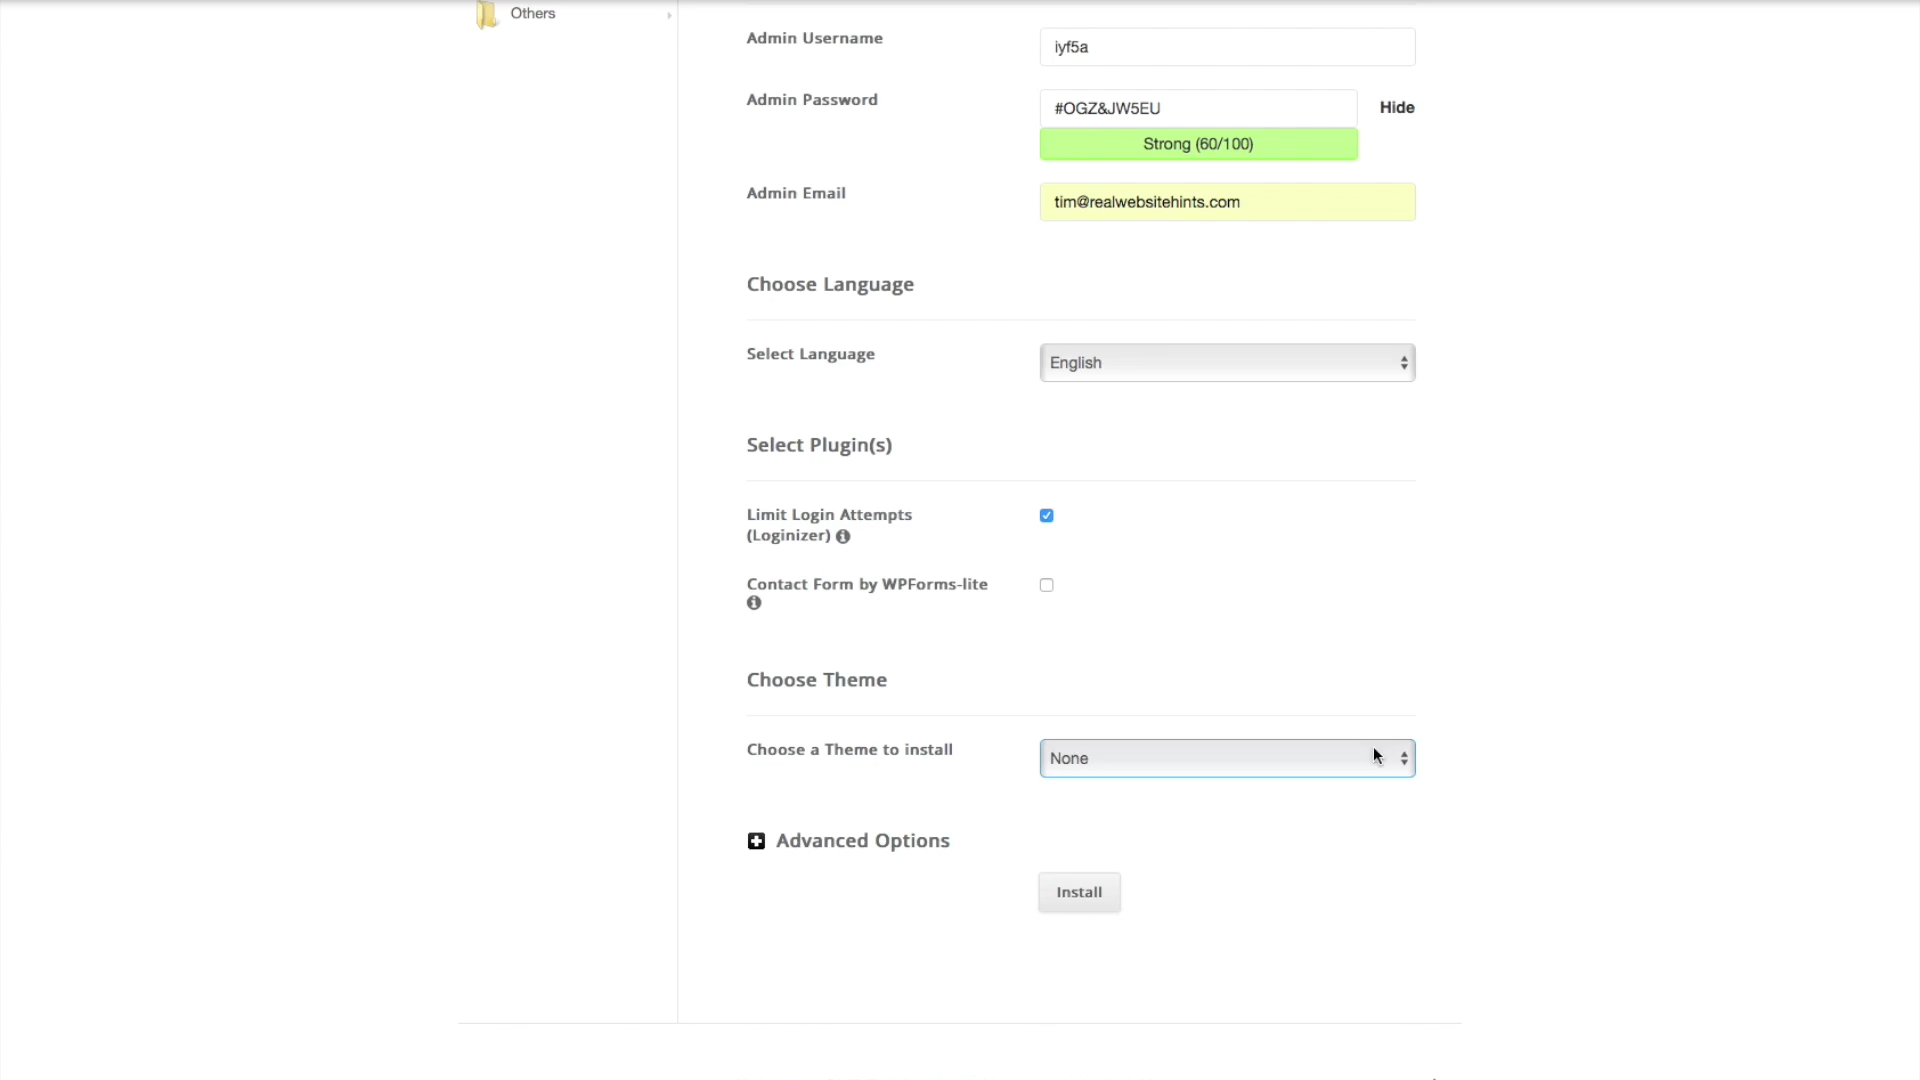 Others
Admin Username
iyf5a
Admin Password
#OGZ&JW5EU
Hide
Strong (60/100)
Admin Email
tim@realwebsitehints.com
Choose Language
Select Language
English
Select Plugin(s)
Limit Login Attempts
(Loginizer)
Contact Form by WPForms-lite
Choose Theme
Choose a Theme to install
None
Advanced Options
Install